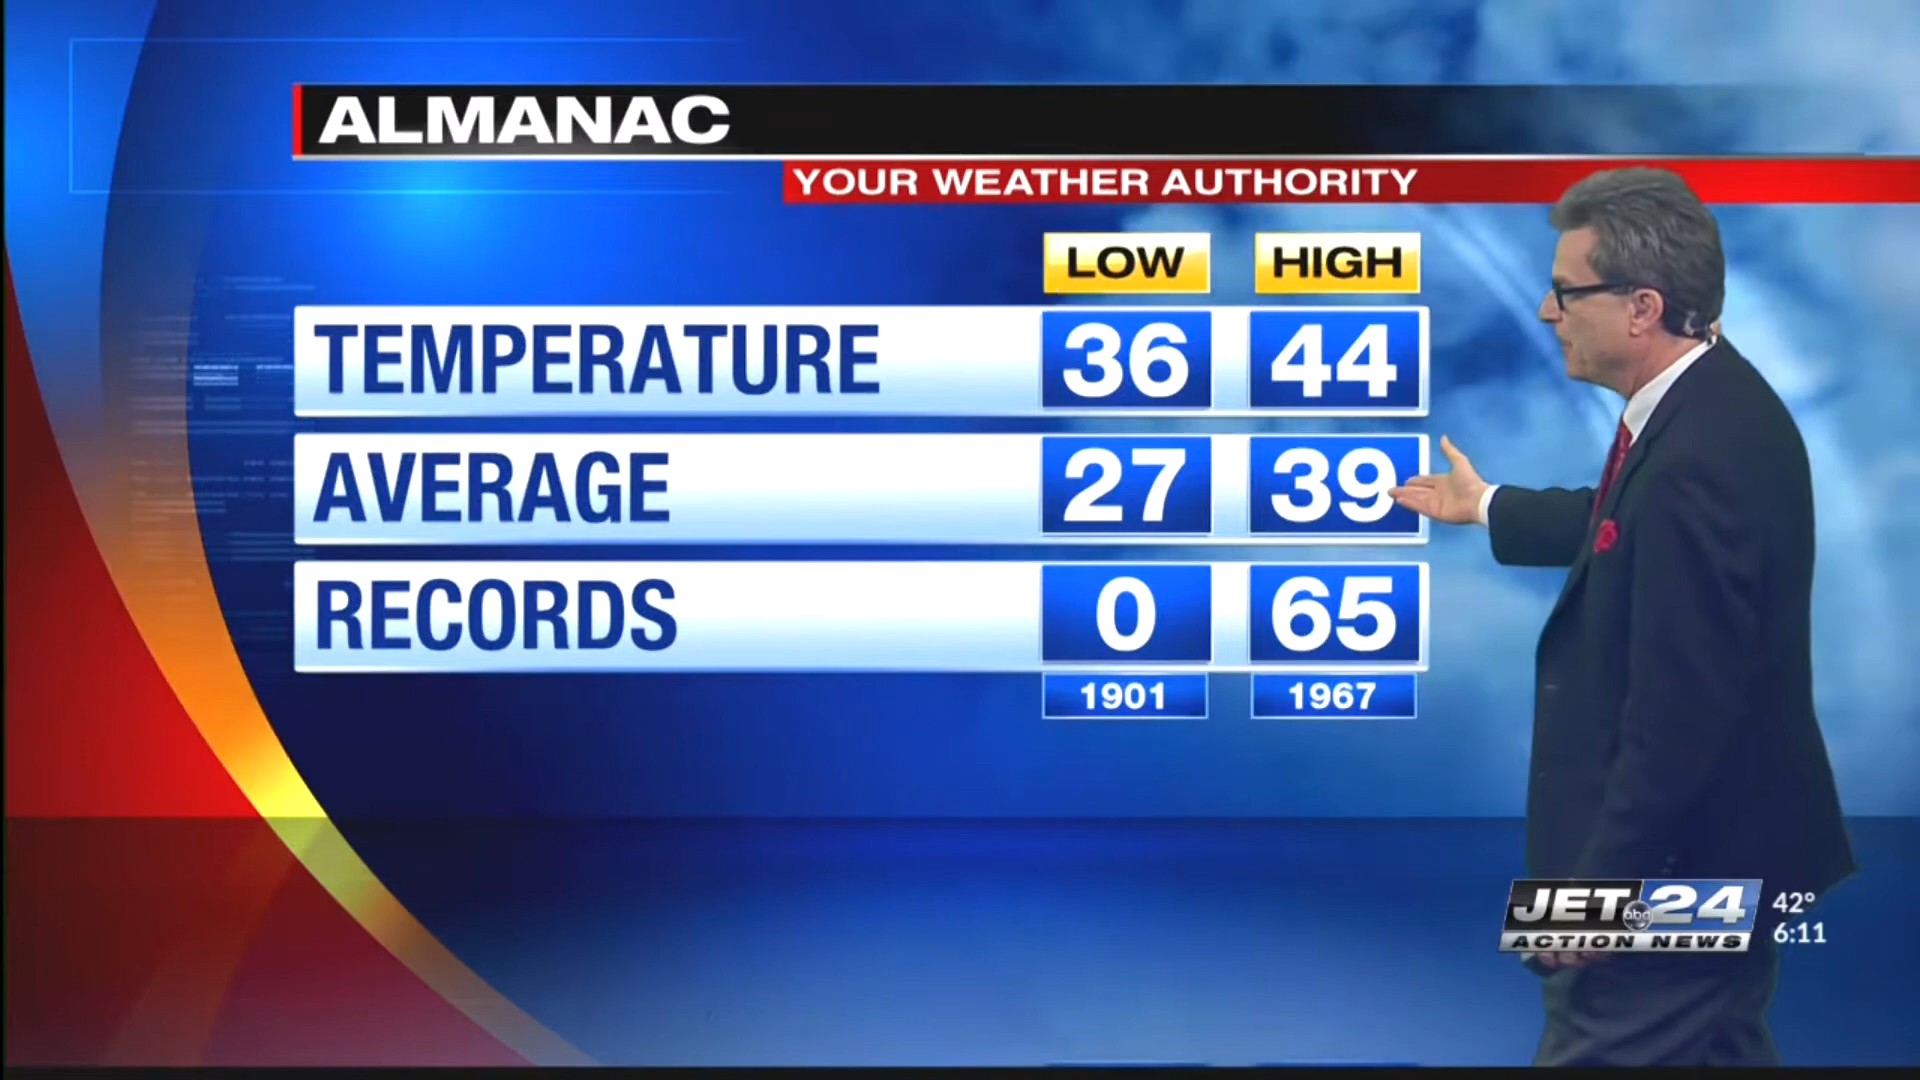 ALMANAC
YOUR WEATHER AUTHORITY
LOW HIGH
TEMPERATURE 36 44
AVERAGE 27 39
RECORDS 0 65
1901 1967
JET abc 24 42°
ACTION NEWS 6:11